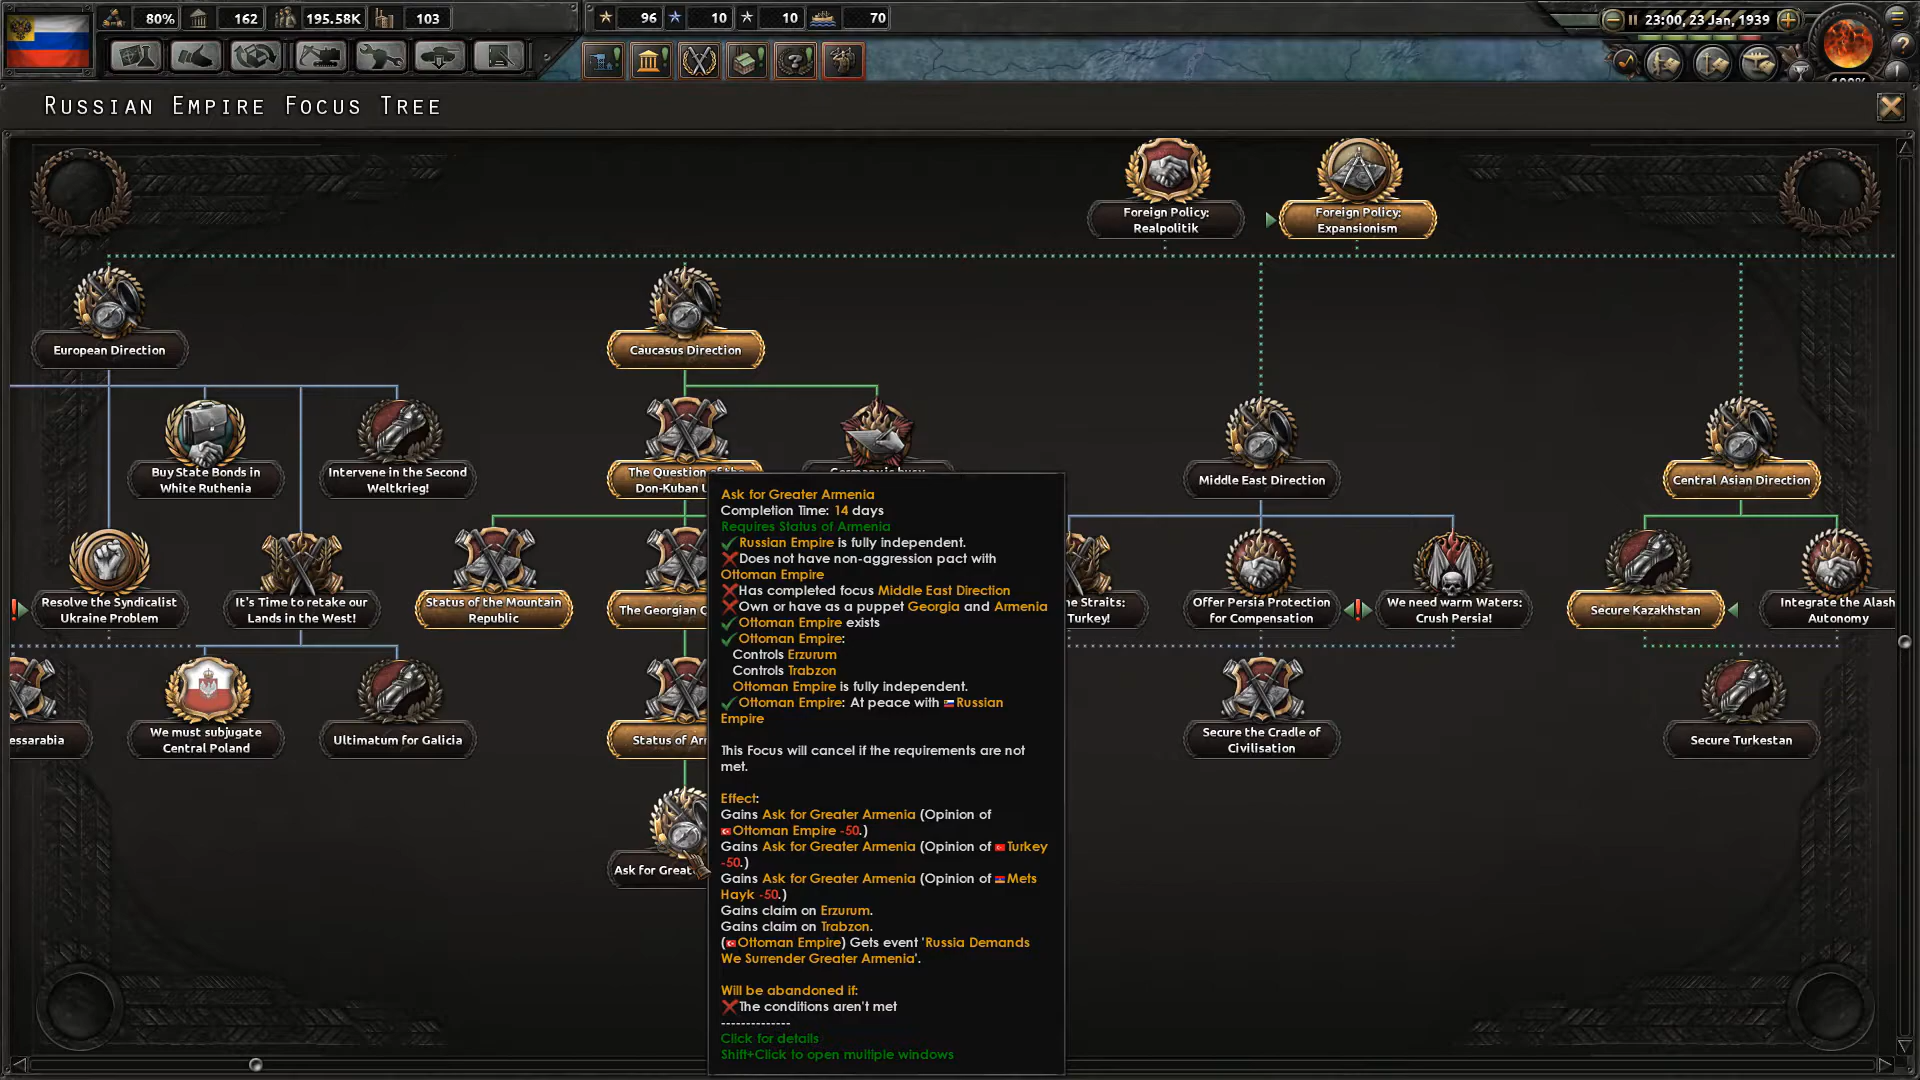 80%
162
195.58K
103
96
10
10
70
23:00, 23 Jan, 1939
Russian Empire Focus Tree
Foreign Policy:
Realpolitik
Foreign Policy:
Expansionism
European Direction
Caucasus Direction
Buy State Bonds in
White Ruthenia
Intervene in the Second
Weltkrieg!
The Question of the
Don-Kuban U
Germany is busy
Middle East Direction
Central Asian Direction
Resolve the Syndicalist
Ukraine Problem
It's Time to retake our
Lands in the West!
Status of the Mountain
Republic
The Georgian
he Straits:
Turkey!
Offer Persia Protection
for Compensation
We need warm Waters:
Crush Persia!
Secure Kazakhstan
Integrate the Alash
Autonomy
essarabia
We must subjugate
Central Poland
Ultimatum for Galicia
Status of Ar
Secure the Cradle of
Civilisation
Secure Turkestan
Ask for Great
Ask for Greater Armenia
Completion Time: 14 days
Requires Status of Armenia
Russian Empire is fully independent.
Does not have non-aggression pact with
Ottoman Empire
Has completed focus Middle East Direction
Own or have as a puppet Georgia and Armenia
Ottoman Empire exists
Ottoman Empire:
Controls Erzurum
Controls Trabzon
Ottoman Empire is fully independent.
Ottoman Empire: At peace with Russian
Empire
This Focus will cancel if the requirements are not
met.
Effect:
Gains Ask for Greater Armenia (Opinion of
Ottoman Empire -50.)
Gains Ask for Greater Armenia (Opinion of Turkey
-50.)
Gains Ask for Greater Armenia (Opinion of Mets
Hayk -50.)
Gains claim on Erzurum.
Gains claim on Trabzon.
(Ottoman Empire) Gets event 'Russia Demands
We Surrender Greater Armenia'.
Will be abandoned if:
The conditions aren't met
--------------
Click for details
Shift+Click to open multiple windows